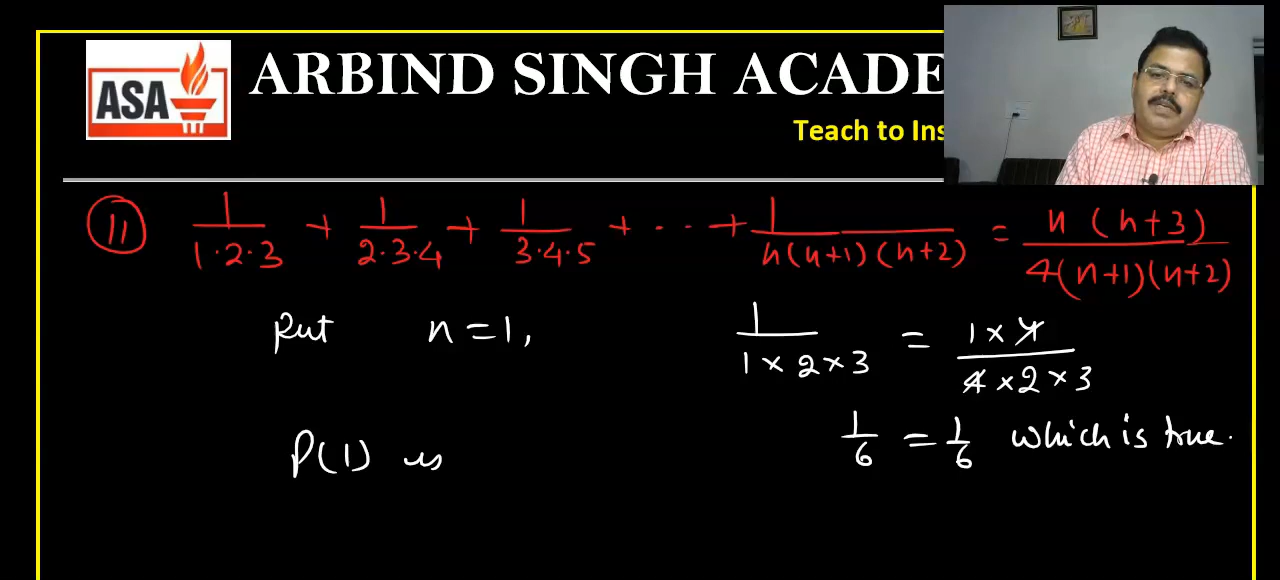 ASA
ARBIND SINGH ACADE
Teach to Ins
11 1/(1·2·3) + 1/(2·3·4) + 1/(3·4·5) + ... + 1/(n(n+1)(n+2)) = n(n+3)/(4(n+1)(n+2))
Put n=1, 1/(1×2×3) = (1×4)/(4×2×3)
1/6 = 1/6 which is true.
P(1) is